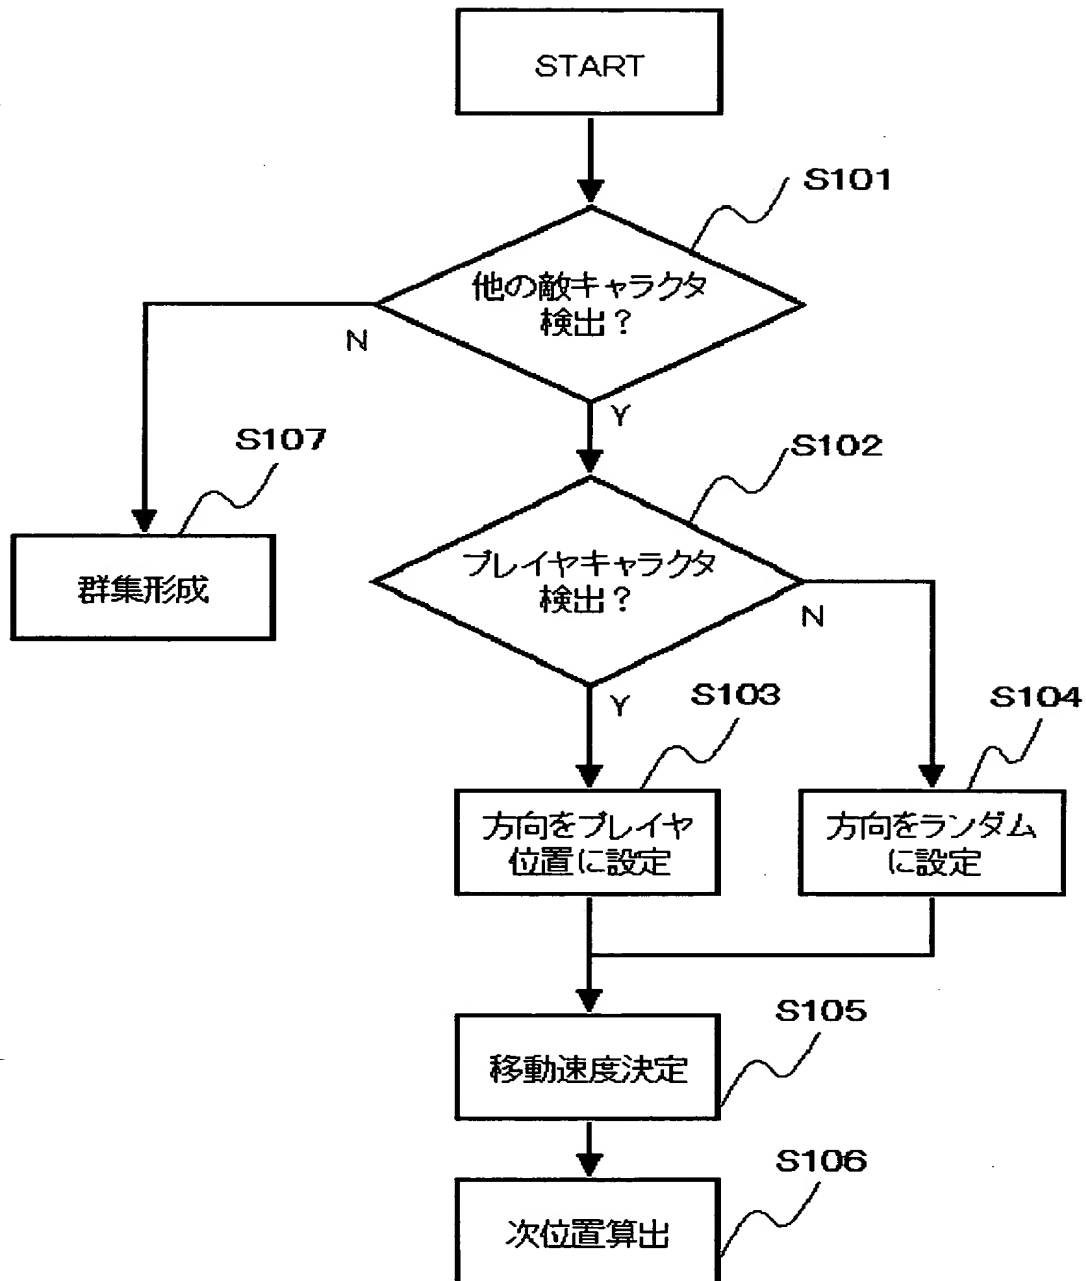 START
S101
他の敵キャラクタ
検出？
N
Y
S107
S102
群集形成
プレイヤキャラクタ
検出？
N
Y
S103
S104
方向をプレイヤ
位置に設定
方向をランダム
に設定
S105
移動速度決定
S106
次位置算出